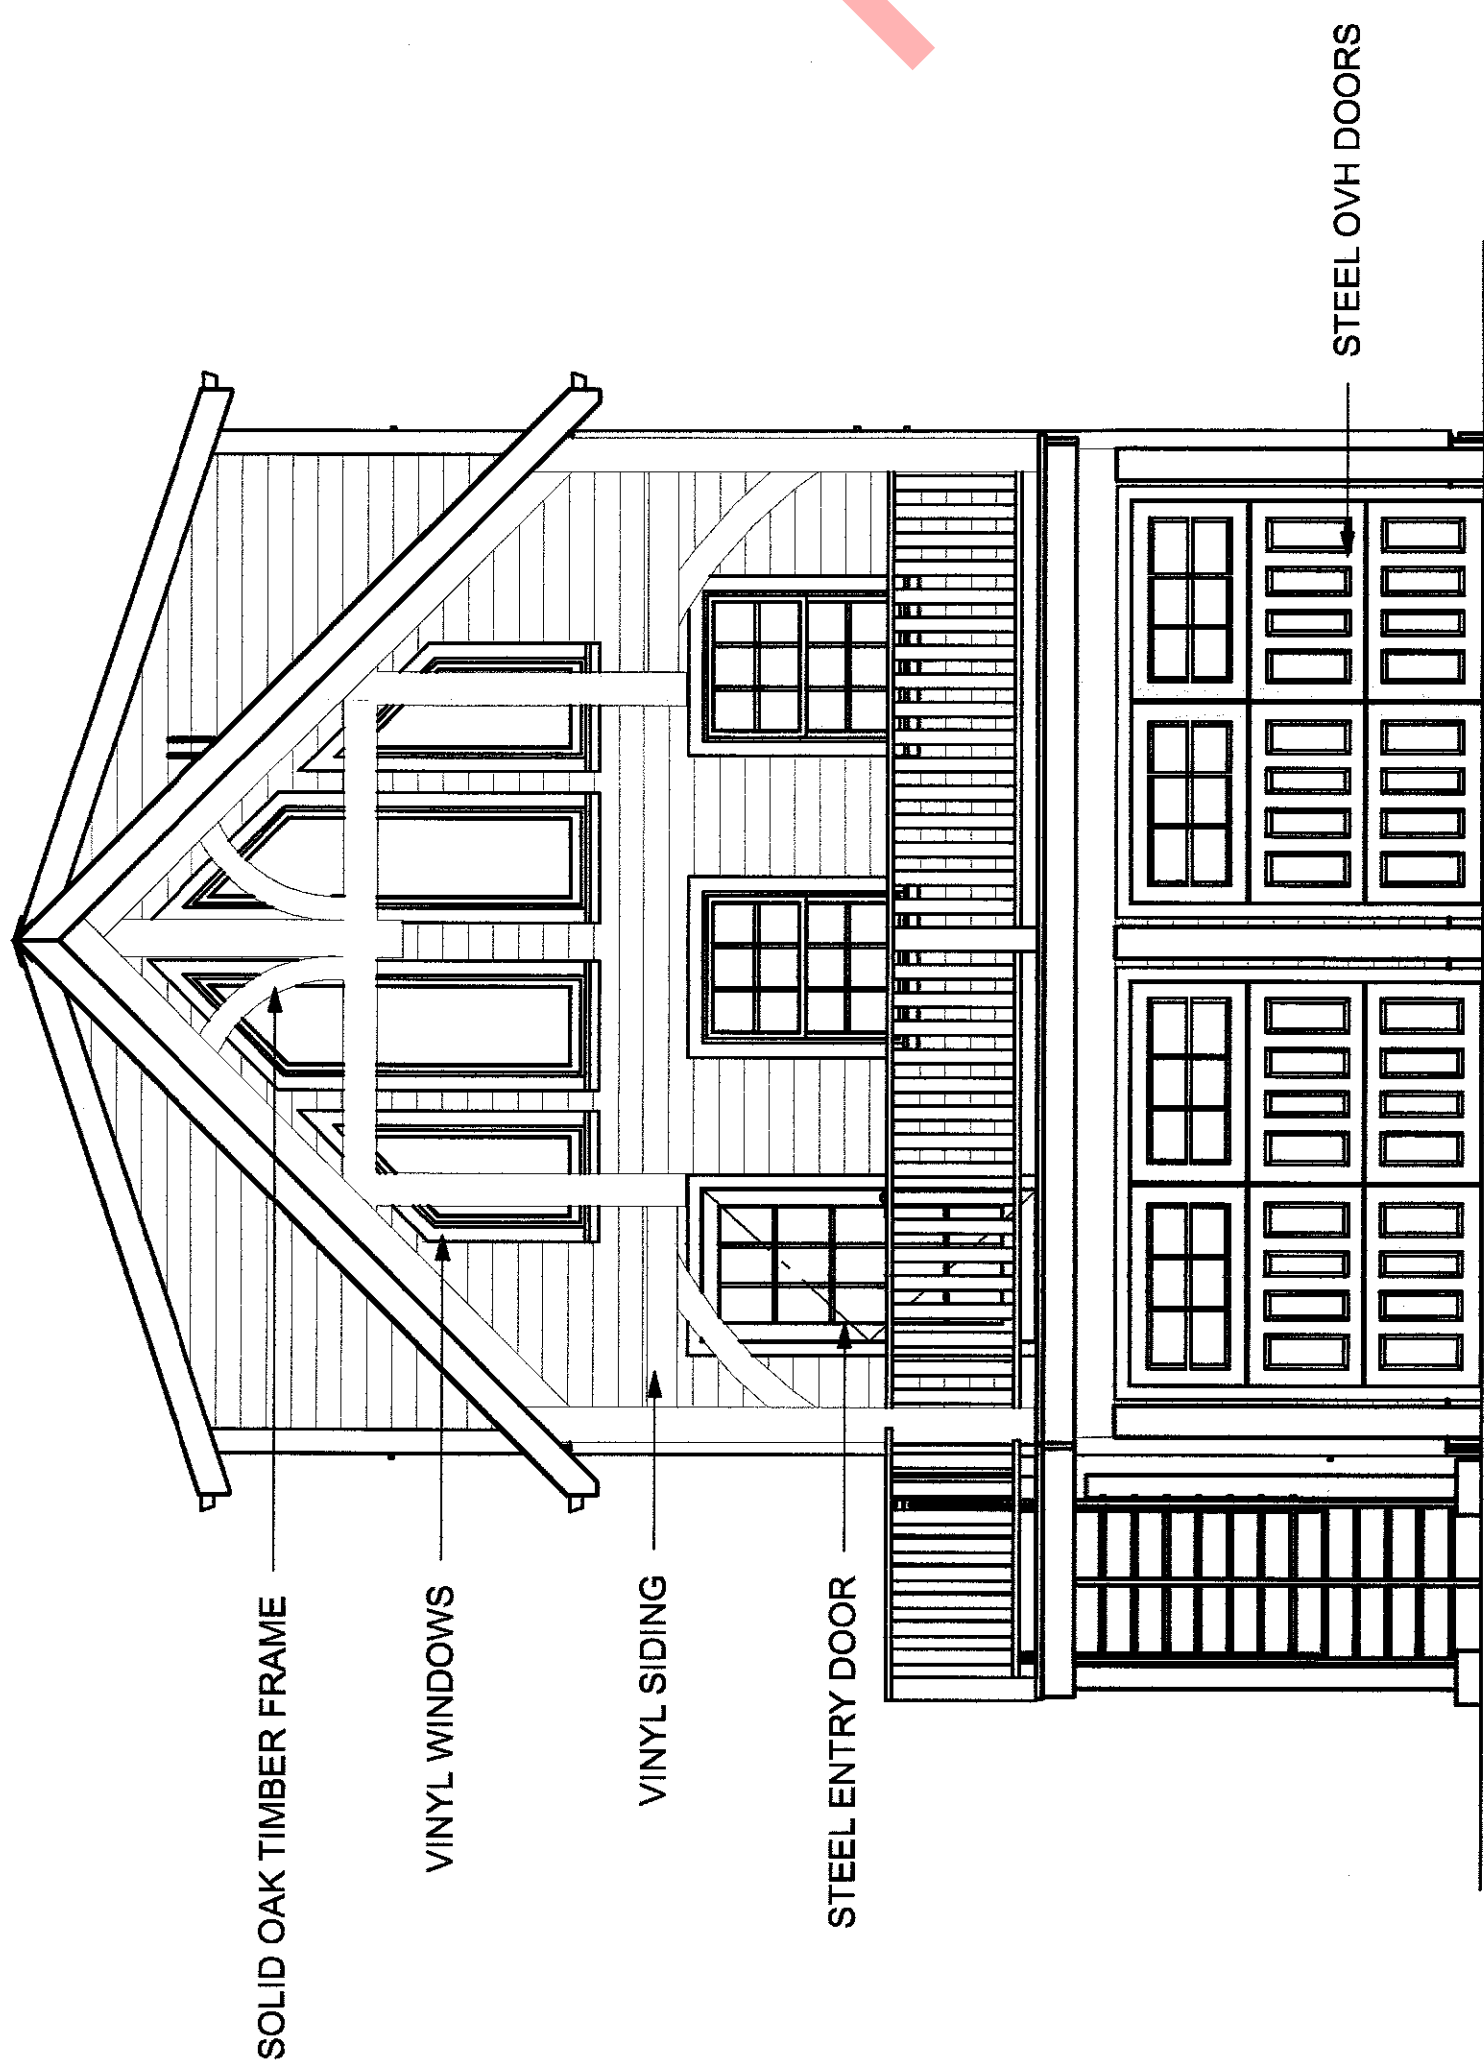 SOLID OAK TIMBER FRAME
VINYL WINDOWS
VINYL SIDING
STEEL ENTRY DOOR
STEEL OVH DOORS